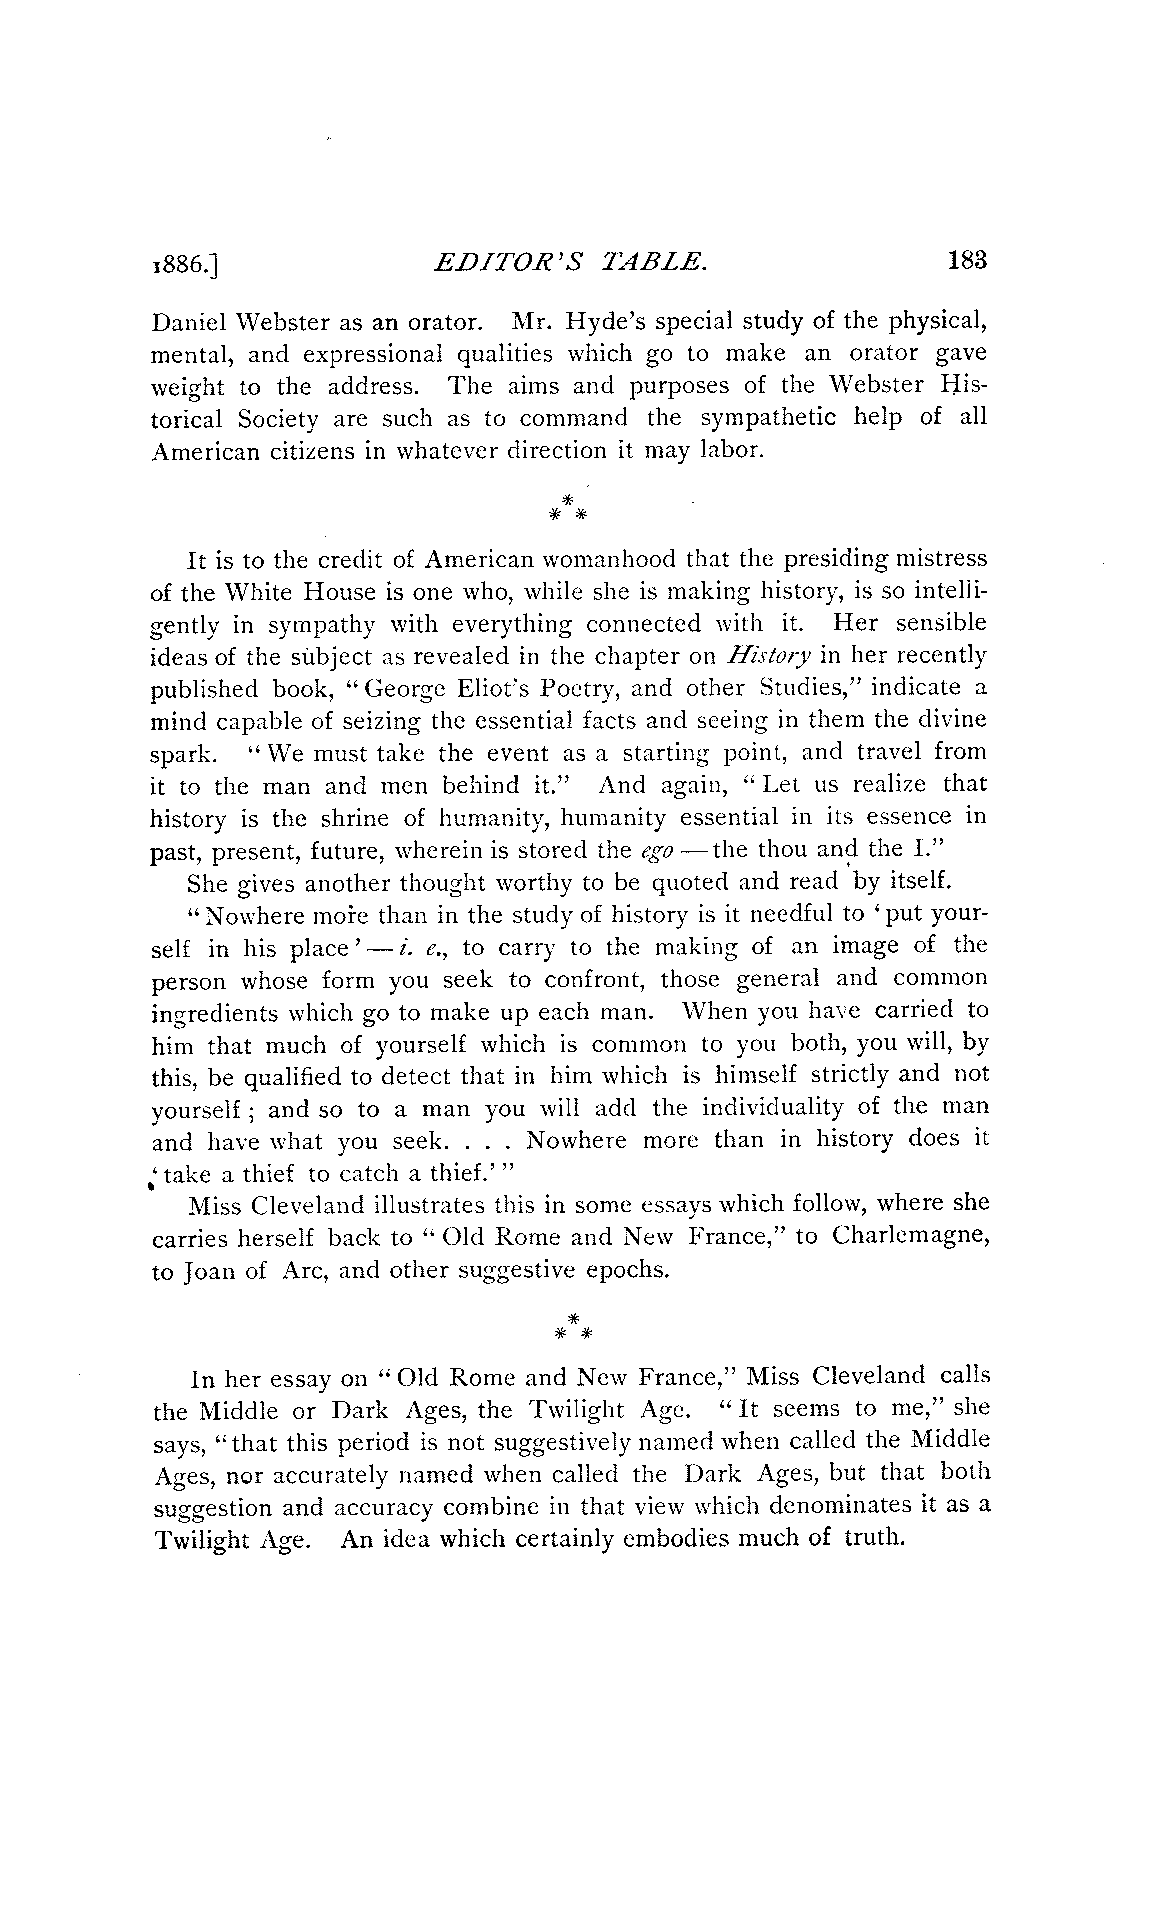 1886.] EDITOR'S TABLE. 183
Daniel Webster as an orator. Mr. Hyde's special study of the physical,
mental, and expressional qualities which go to make an orator gave
weight to the address. The aims and purposes of the Webster His-
torical Society are such as to command the sympathetic help of all
American citizens in whatever direction it may labor.
*
* *
It is to the credit of American womanhood that the presiding mistress
of the White House is one who, while she is making history, is so intelli-
gently in sympathy with everything connected with it. Her sensible
ideas of the subject as revealed in the chapter on History in her recently
published book, "George Eliot's Poetry, and other Studies," indicate a
mind capable of seizing the essential facts and seeing in them the divine
spark. "We must take the event as a starting point, and travel from
it to the man and men behind it." And again, "Let us realize that
history is the shrine of humanity, humanity essential in its essence in
past, present, future, wherein is stored the ego—the thou and the I."
She gives another thought worthy to be quoted and read by itself.
"Nowhere more than in the study of history is it needful to 'put your-
self in his place'—i. e., to carry to the making of an image of the
person whose form you seek to confront, those general and common
ingredients which go to make up each man. When you have carried to
him that much of yourself which is common to you both, you will, by
this, be qualified to detect that in him which is himself strictly and not
yourself; and so to a man you will add the individuality of the man
and have what you seek. . . . Nowhere more than in history does it
'take a thief to catch a thief.'"
Miss Cleveland illustrates this in some essays which follow, where she
carries herself back to "Old Rome and New France," to Charlemagne,
to Joan of Arc, and other suggestive epochs.
*
* *
In her essay on "Old Rome and New France," Miss Cleveland calls
the Middle or Dark Ages, the Twilight Age. "It seems to me," she
says, "that this period is not suggestively named when called the Middle
Ages, nor accurately named when called the Dark Ages, but that both
suggestion and accuracy combine in that view which denominates it as a
Twilight Age. An idea which certainly embodies much of truth.